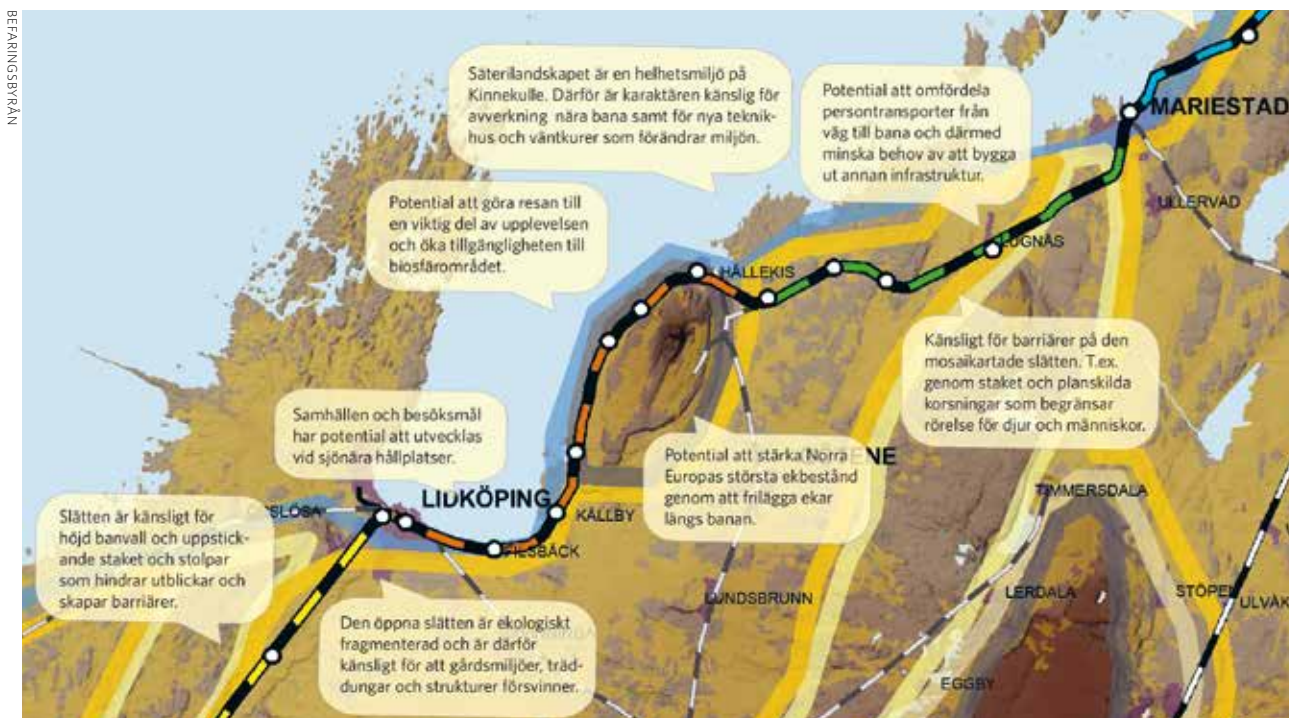 BEFARINGSBYRÅN
Säterilandskapet är en helhetsmiljö på
Kinnekulle. Därför är karaktären känslig för
avverkning nära bana samt för nya teknik-
hus och väntkurer som förändrar miljön.
Potential att omfördela
persontransporter från
väg till bana och därmed
minska behov av att bygga
ut annan infrastruktur.
MARIESTAD
ULLERVAD
Potential att göra resan till
en viktig del av upplevelsen
och öka tillgängligheten till
biosfärområdet.
LUGNÅS
HÄLLEKIS
Känsligt för barriärer på den
mosaikartade slätten. T.ex.
genom staket och planskilda
korsningar som begränsar
rörelse för djur och människor.
Samhällen och besöksmål
har potential att utvecklas
vid sjönära hållplatser.
Potential att stärka Norra
Europas största ekbestånd
genom att frilägga ekar
längs banan.
ENE
LIDKÖPING
TIMMERSDALA
KÄLLBY
SLÖSA
Slätten är känsligt för
höjd banvall och uppstick-
ande staket och stolpar
som hindrar utblickar och
skapar barriärer.
FILSBÄCK
LUNDSBRUNN
LERDALA
STÖPEN
ULVÅK
Den öppna slätten är ekologiskt
fragmenterad och är därför
känsligt för att gårdsmiljöer, träd-
dungar och strukturer försvinner.
EGGBY